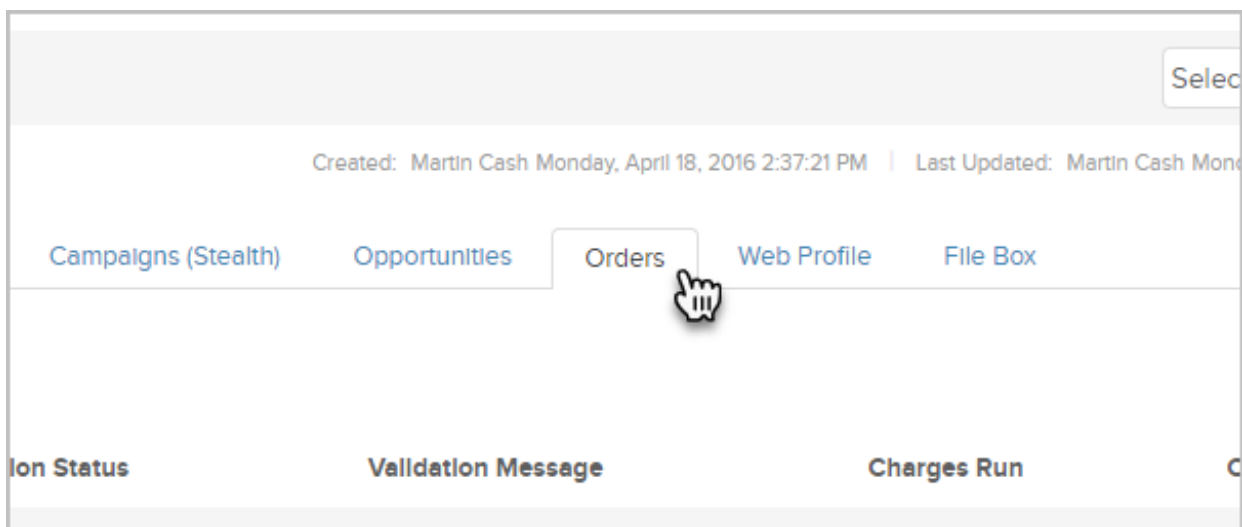 Selec
Created: Martin Cash Monday, April 18, 2016 2:37:21 PM | Last Updated: Martin Cash Mond
Campaigns (Stealth) Opportunities Orders Web Profile File Box
ion Status Validation Message Charges Run C